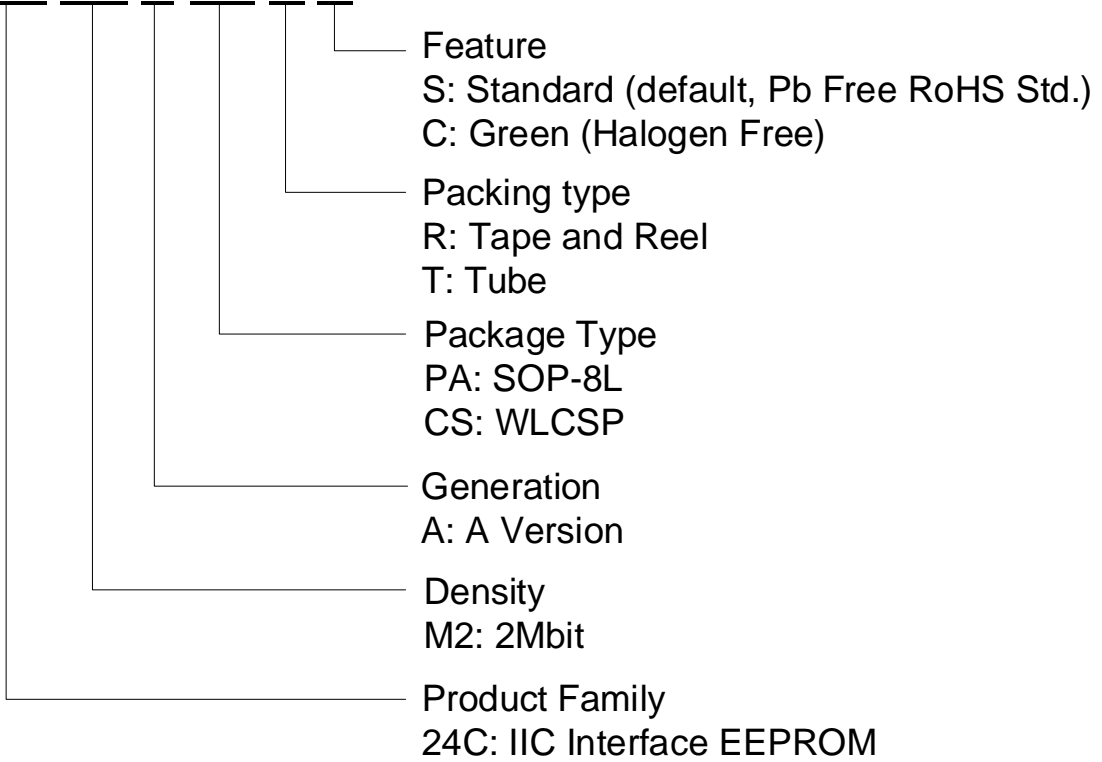 Feature
S: Standard (default, Pb Free RoHS Std.)
C: Green (Halogen Free)
Packing type
R: Tape and Reel
T: Tube
Package Type
PA: SOP-8L
CS: WLCSP
Generation
A: A Version
Density
M2: 2Mbit
Product Family
24C: IIC Interface EEPROM